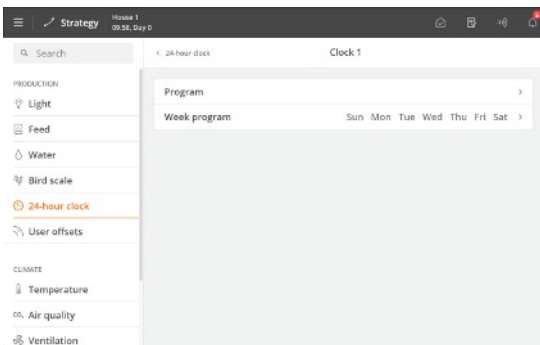 Strategy
House 1
09:58, Day 0
Search
24-hour clock
Clock 1
PRODUCTION
Light
Feed
Water
Bird scale
24-hour clock
User offsets
CLIMATE
Temperature
Air quality
Ventilation
Program
Week program Sun Mon Tue Wed Thu Fri Sat